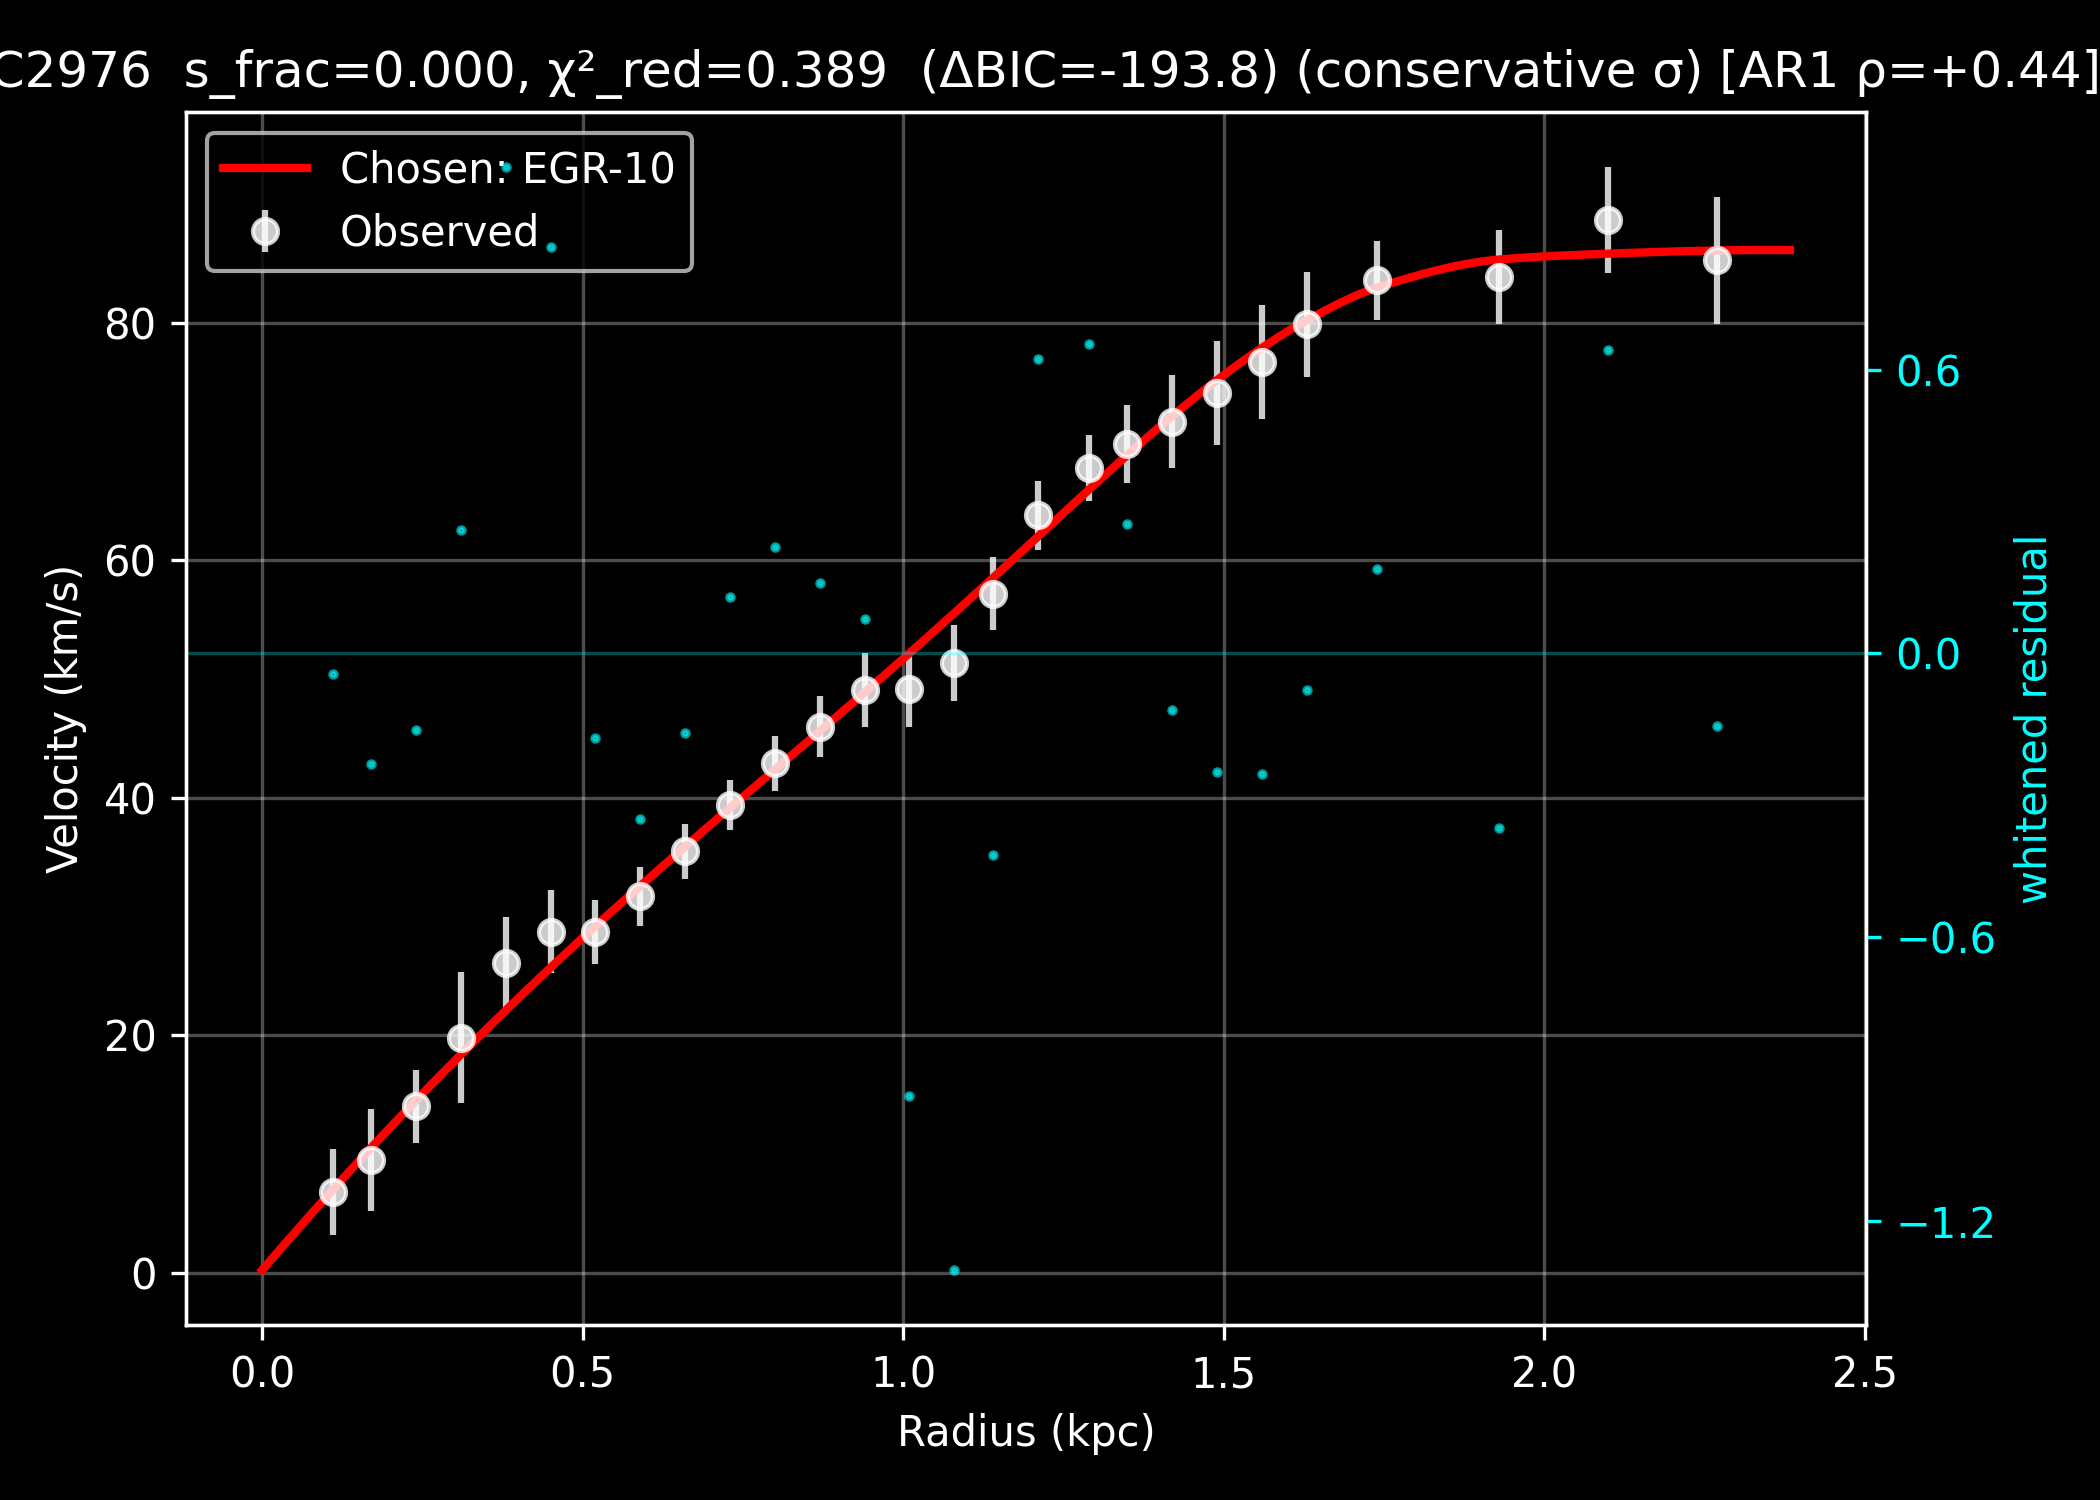 C2976 s_frac=0.000, χ²_red=0.389 (ΔBIC=-193.8) (conservative σ) [AR1 ρ=+0.44]
Chosen: EGR-10
Observed
80
60
40
20
0
Velocity (km/s)
0.6
0.0
−0.6
−1.2
whitened residual
0.0 0.5 1.0 1.5 2.0 2.5
Radius (kpc)